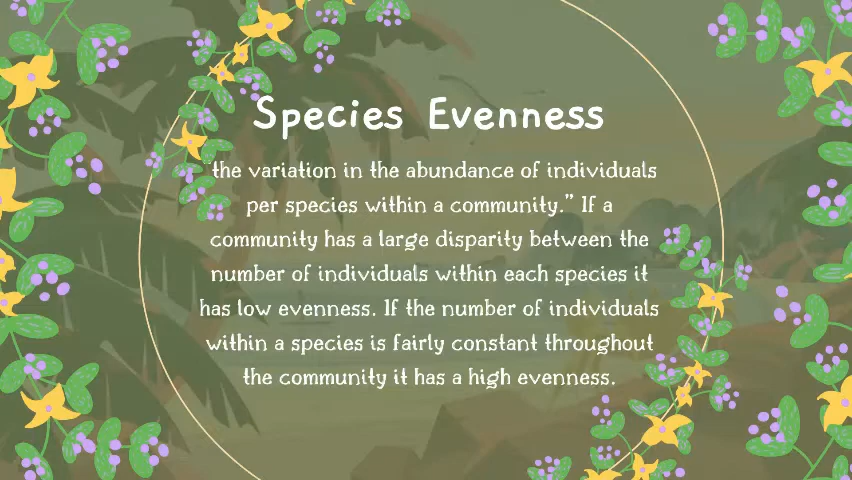 Species Evenness
“the variation in the abundance of individuals
per species within a community.” If a
community has a large disparity between the
number of individuals within each species it
has low evenness. If the number of individuals
within a species is fairly constant throughout
the community it has a high evenness.